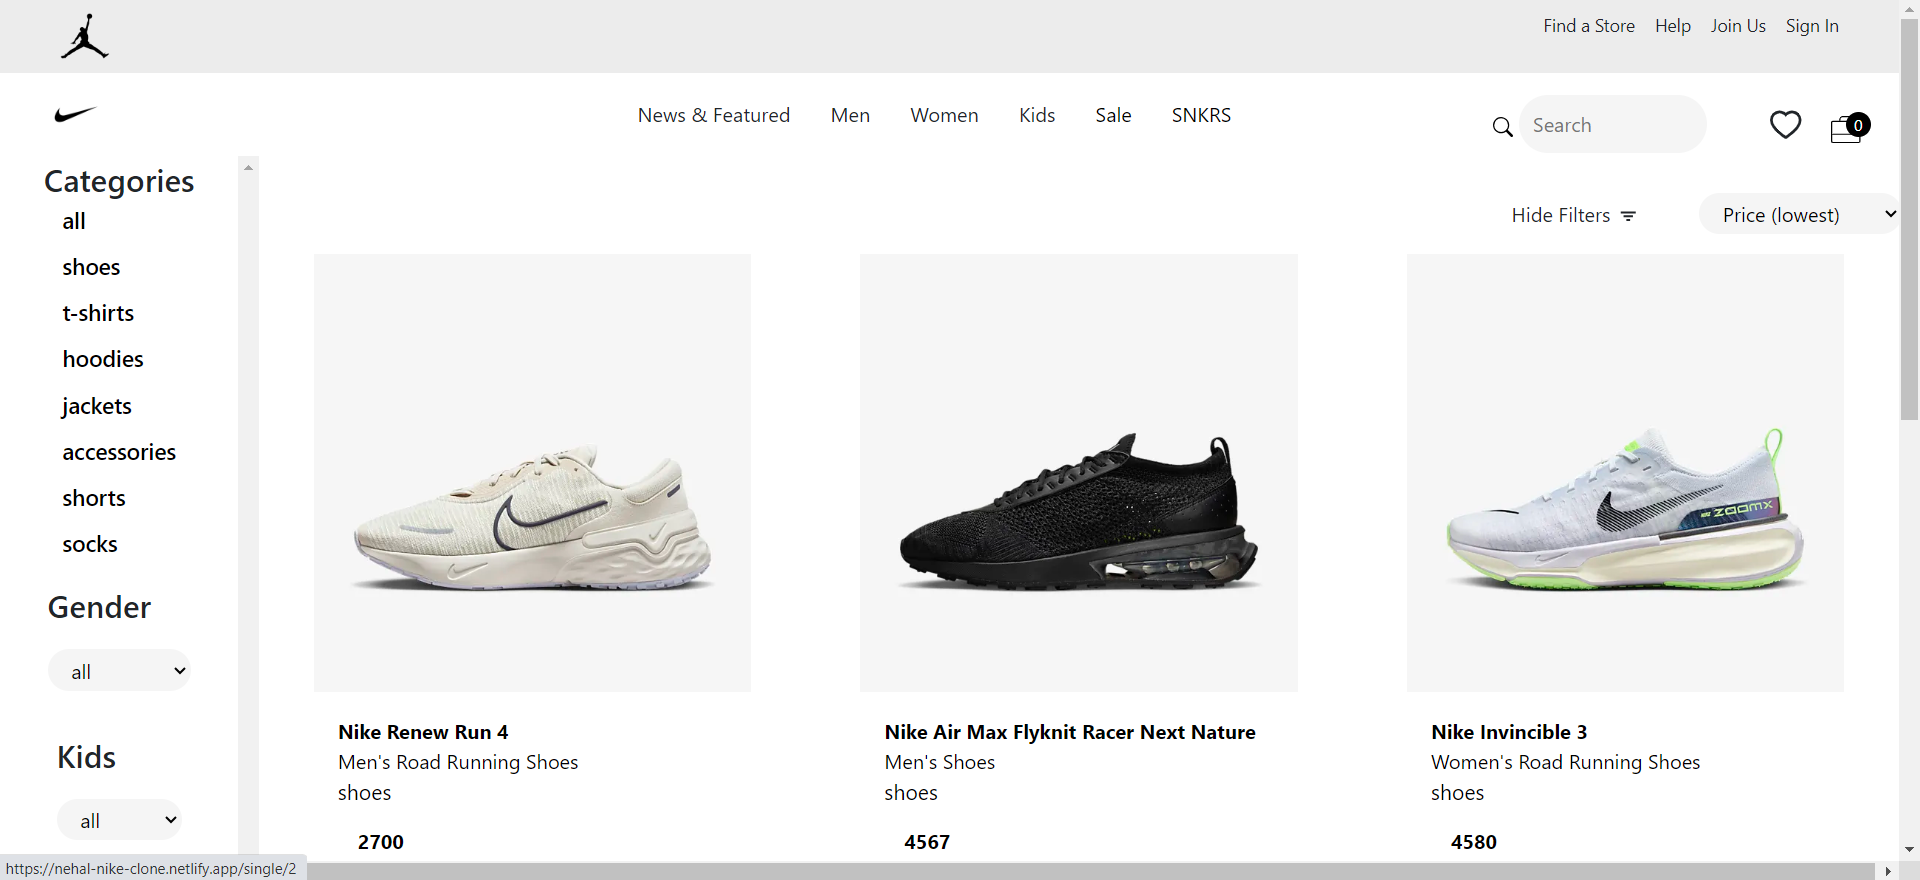 Find a Store Help Join Us Sign In
News & Featured Men Women Kids Sale SNKRS
Search
0
Categories
all
shoes
t-shirts
hoodies
jackets
accessories
shorts
socks
Gender
all
Kids
all
Hide Filters
Price (lowest)
ZOOMX
Nike Renew Run 4
Men's Road Running Shoes
shoes
2700
Nike Air Max Flyknit Racer Next Nature
Men's Shoes
shoes
4567
Nike Invincible 3
Women's Road Running Shoes
shoes
4580
https://nehal-nike-clone.netlify.app/single/2